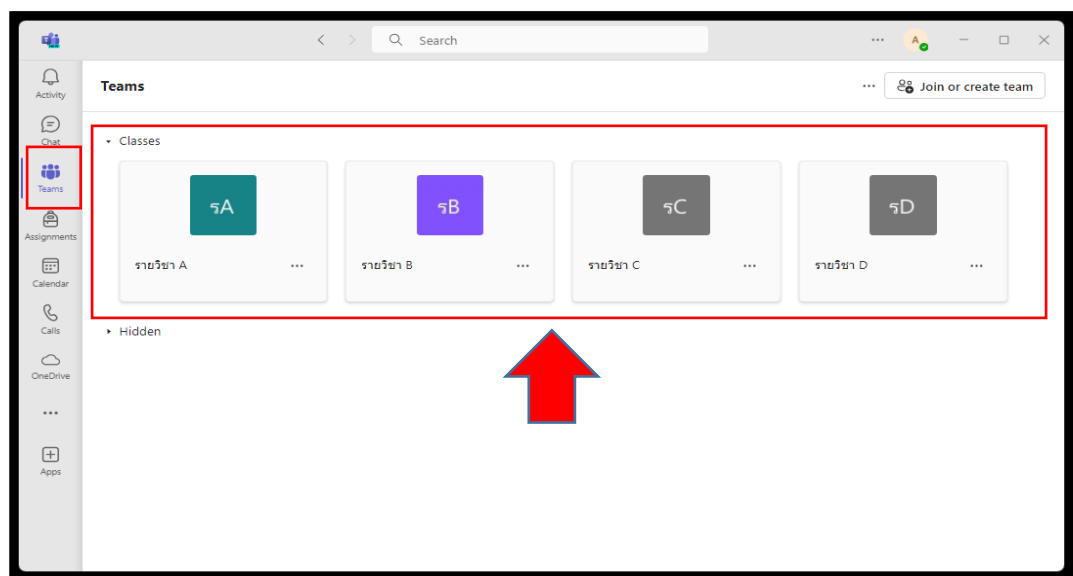 Search
A
Activity
Chat
Teams
Assignments
Calendar
Calls
OneDrive
Apps
Teams
Join or create team
Classes
รA
รB
รC
รD
รายวิชา A
รายวิชา B
รายวิชา C
รายวิชา D
Hidden